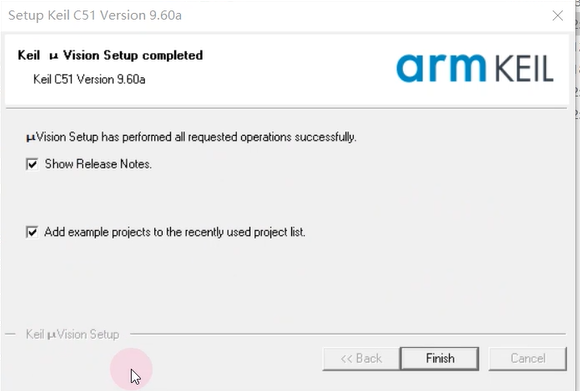 Setup Keil C51 Version 9.60a
Keil μVision Setup completed
Keil C51 Version 9.60a
arm KEIL
μVision Setup has performed all requested operations successfully.
Show Release Notes.
Add example projects to the recently used project list.
Keil μVision Setup
<< Back
Finish
Cancel